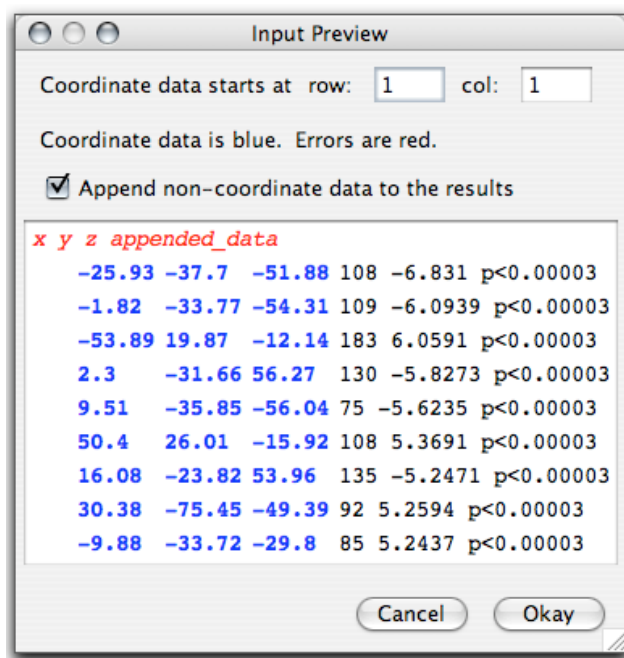 Input Preview
Coordinate data starts at row: 1 col: 1
Coordinate data is blue. Errors are red.
Append non-coordinate data to the results
x y z appended_data
-25.93 -37.7 -51.88 108 -6.831 p<0.00003
-1.82 -33.77 -54.31 109 -6.0939 p<0.00003
-53.89 19.87 -12.14 183 6.0591 p<0.00003
2.3 -31.66 56.27 130 -5.8273 p<0.00003
9.51 -35.85 -56.04 75 -5.6235 p<0.00003
50.4 26.01 -15.92 108 5.3691 p<0.00003
16.08 -23.82 53.96 135 -5.2471 p<0.00003
30.38 -75.45 -49.39 92 5.2594 p<0.00003
-9.88 -33.72 -29.8 85 5.2437 p<0.00003
Cancel Okay